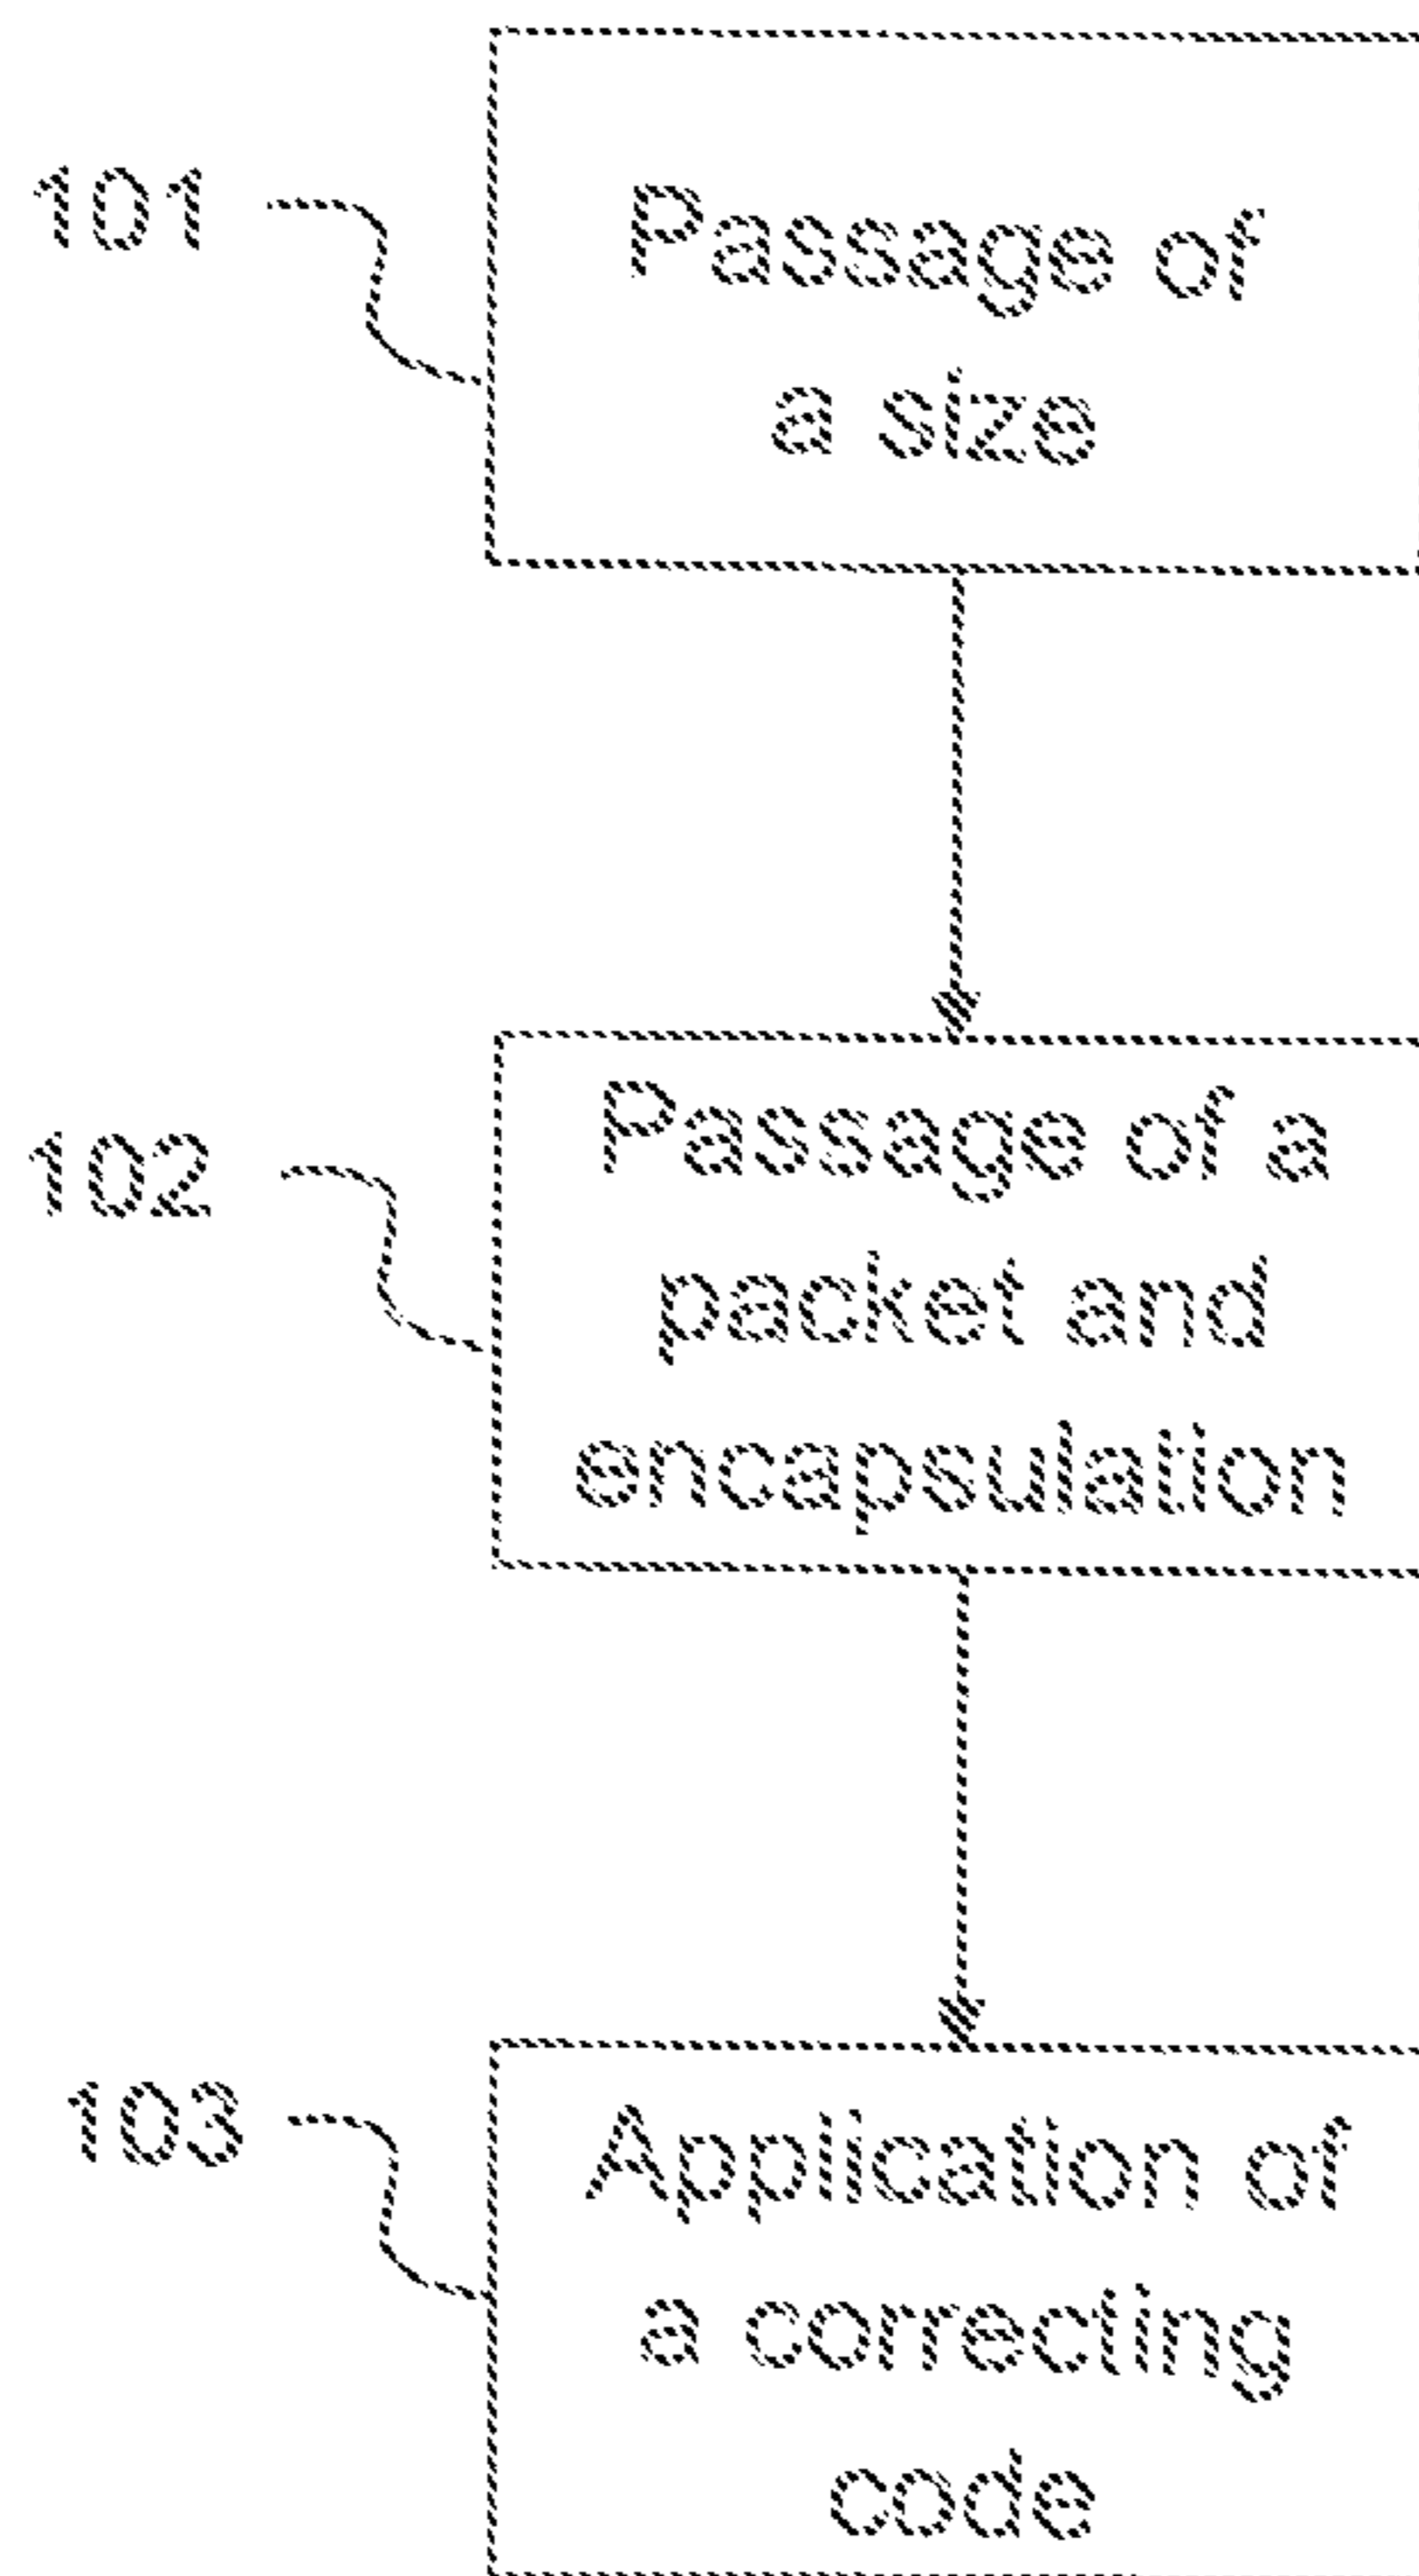 101
Passage of
a size
102
Passage of a
packet and
encapsulation
103
Application of
a correcting
code